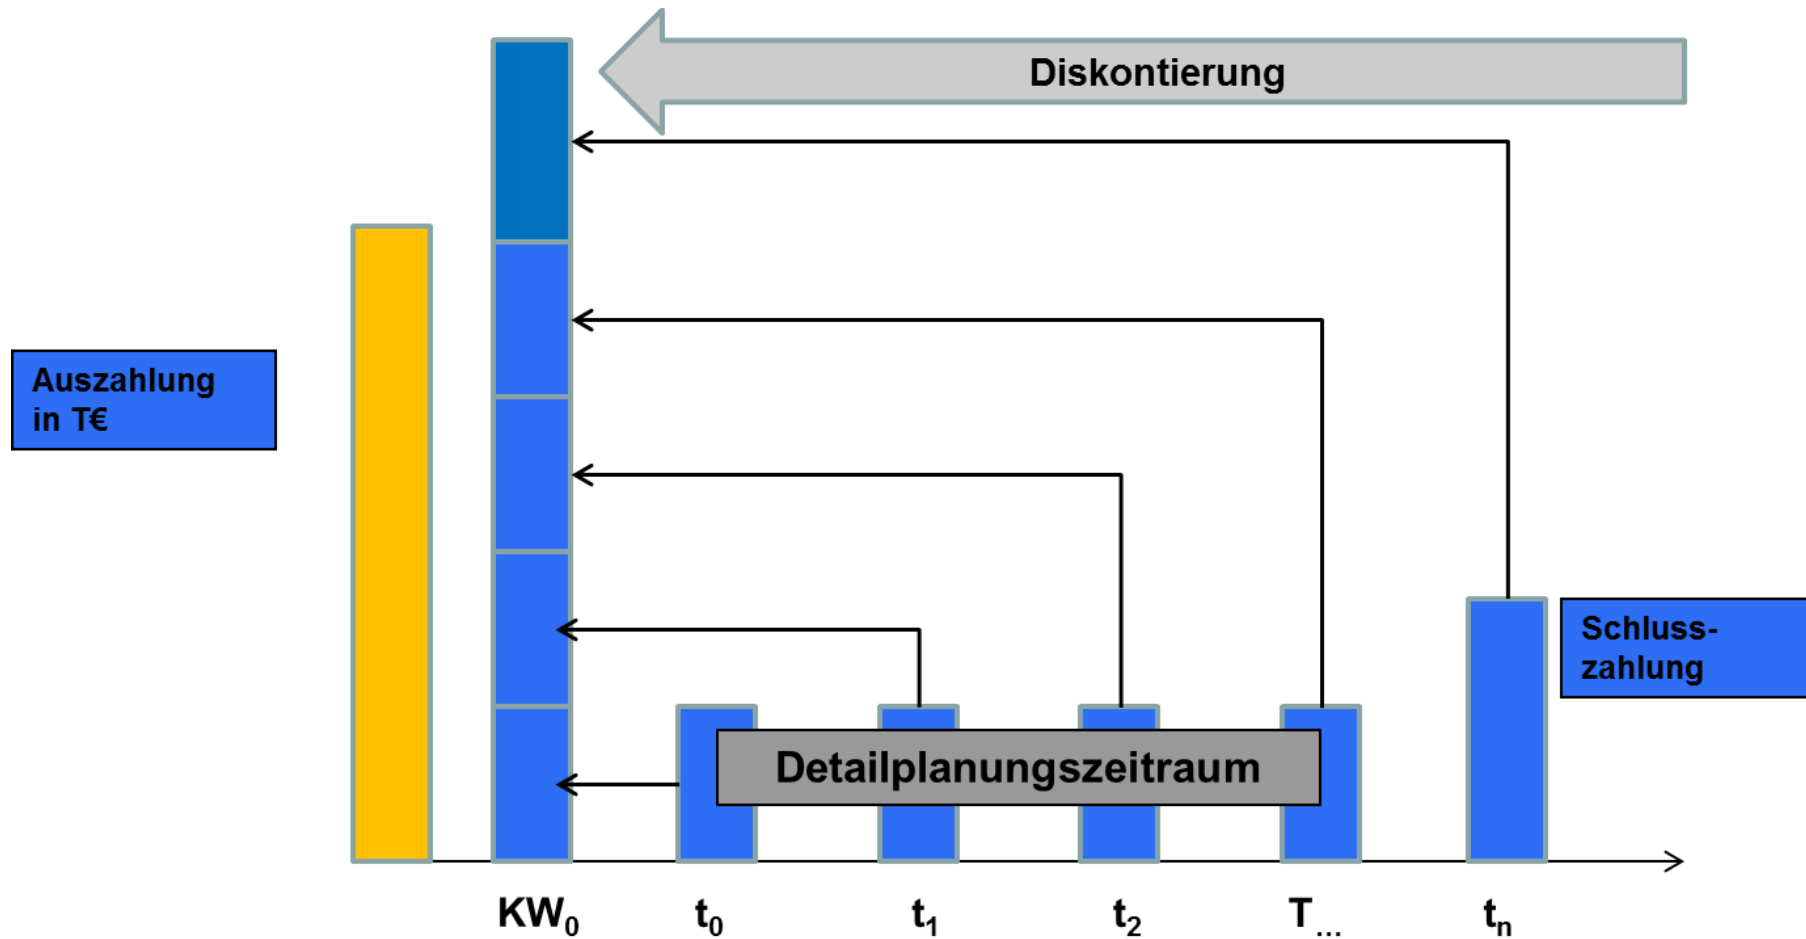 Diskontierung
Auszahlung
in T€
Schluss-
zahlung
Detailplanungszeitraum
KW₀ t₀ t₁ t₂ T... tₙ